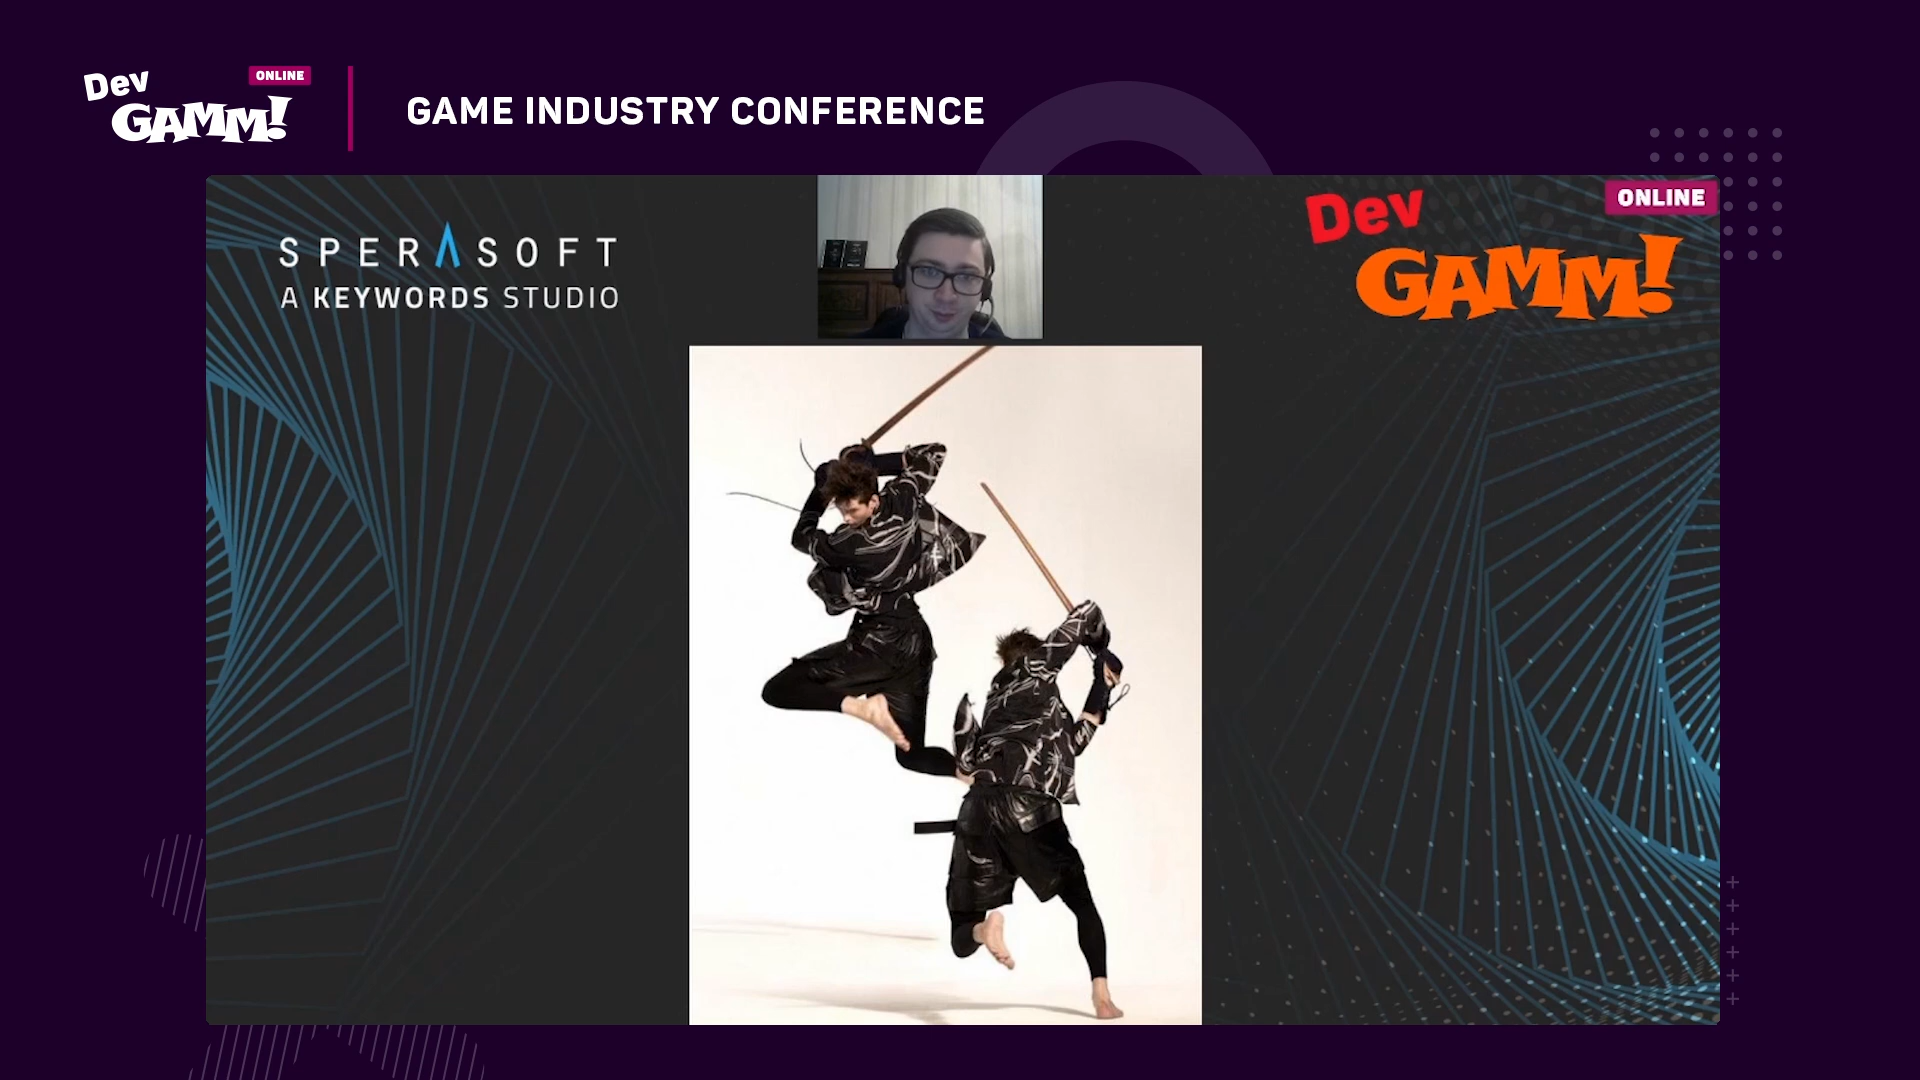 Dev
ONLINE
GAMM!
GAME INDUSTRY CONFERENCE
SPERASOFT
A KEYWORDS STUDIO
Dev
ONLINE
GAMM!